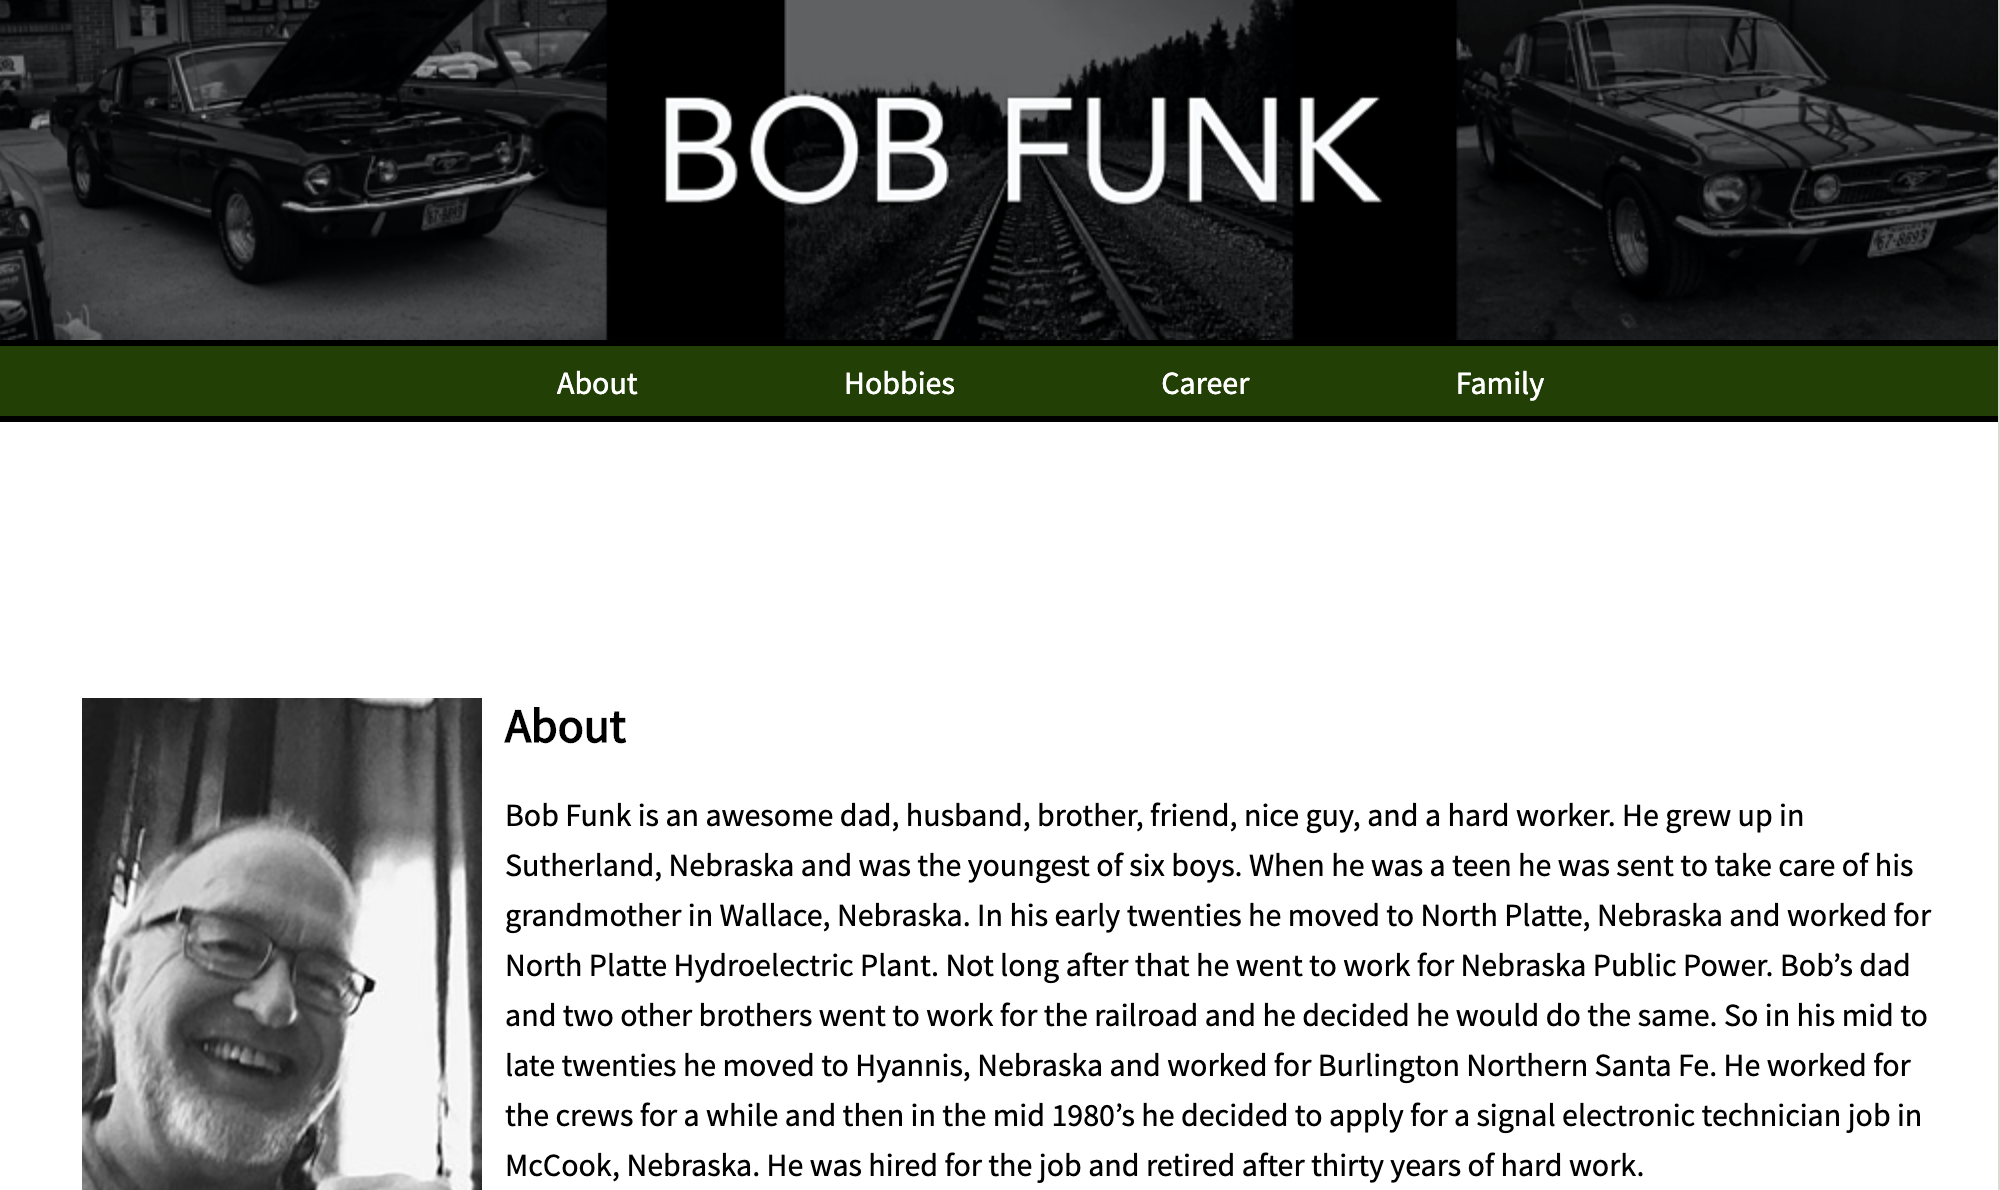 BOB FUNK
67-8693
67-8693
About
Hobbies
Career
Family
About
Bob Funk is an awesome dad, husband, brother, friend, nice guy, and a hard worker. He grew up in
Sutherland, Nebraska and was the youngest of six boys. When he was a teen he was sent to take care of his
grandmother in Wallace, Nebraska. In his early twenties he moved to North Platte, Nebraska and worked for
North Platte Hydroelectric Plant. Not long after that he went to work for Nebraska Public Power. Bob’s dad
and two other brothers went to work for the railroad and he decided he would do the same. So in his mid to
late twenties he moved to Hyannis, Nebraska and worked for Burlington Northern Santa Fe. He worked for
the crews for a while and then in the mid 1980’s he decided to apply for a signal electronic technician job in
McCook, Nebraska. He was hired for the job and retired after thirty years of hard work.